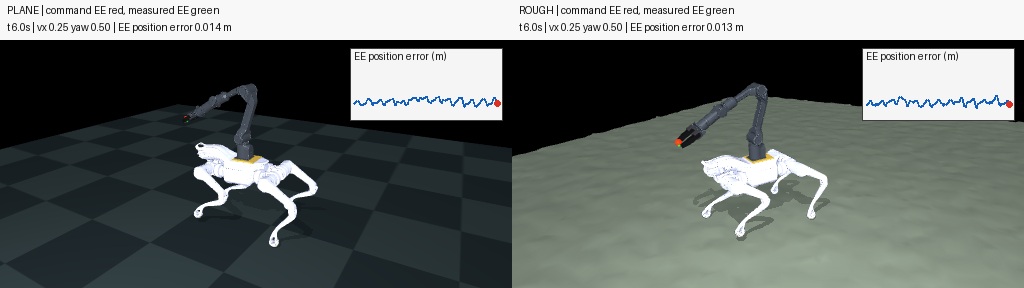 PLANE | command EE red, measured EE green
t6.0s | vx 0.25 yaw 0.50 | EE position error 0.014 m
EE position error (m)
ROUGH | command EE red, measured EE green
t6.0s | vx 0.25 yaw 0.50 | EE position error 0.013 m
EE position error (m)